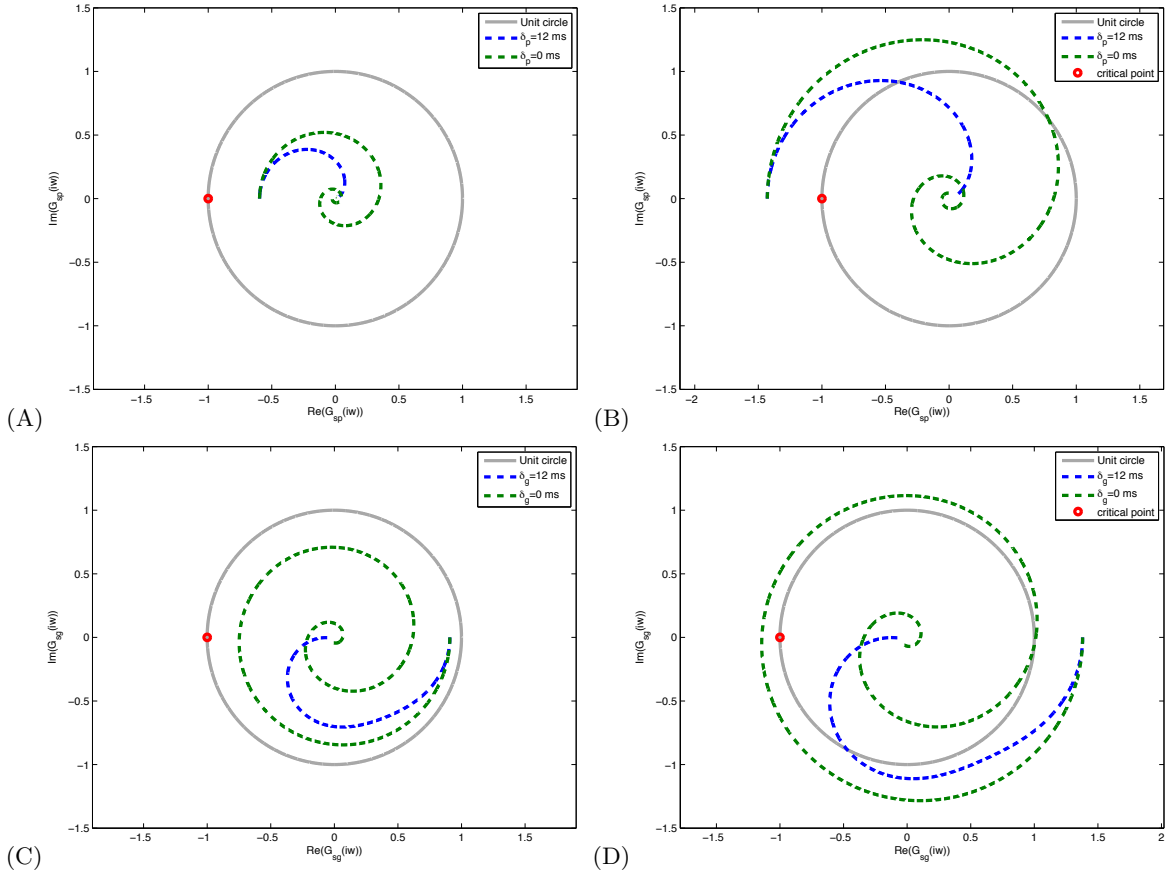 1.5
1
0.5
0
−0.5
−1
−1.5
−1.5
−1
−0.5
0
0.5
1
1.5
Re(G_sp(iw))
Im(G_sp(iw))
Unit circle
δ_p=12 ms
δ_p=0 ms
(A)
1.5
1
0.5
0
−0.5
−1
−1.5
−2
−1.5
−1
−0.5
0
0.5
1
1.5
Re(G_sp(iw))
Im(G_sp(iw))
Unit circle
δ_p=12 ms
δ_p=0 ms
critical point
(B)
1.5
1
0.5
0
−0.5
−1
−1.5
−1.5
−1
−0.5
0
0.5
1
1.5
Re(G_sg(iw))
Im(G_sg(iw))
Unit circle
δ_g=12 ms
δ_g=0 ms
(C)
1.5
1
0.5
0
−0.5
−1
−1.5
−1.5
−1
−0.5
0
0.5
1
1.5
2
Re(G_sg(iw))
Im(G_sg(iw))
Unit circle
δ_g=12 ms
δ_g=0 ms
critical point
(D)